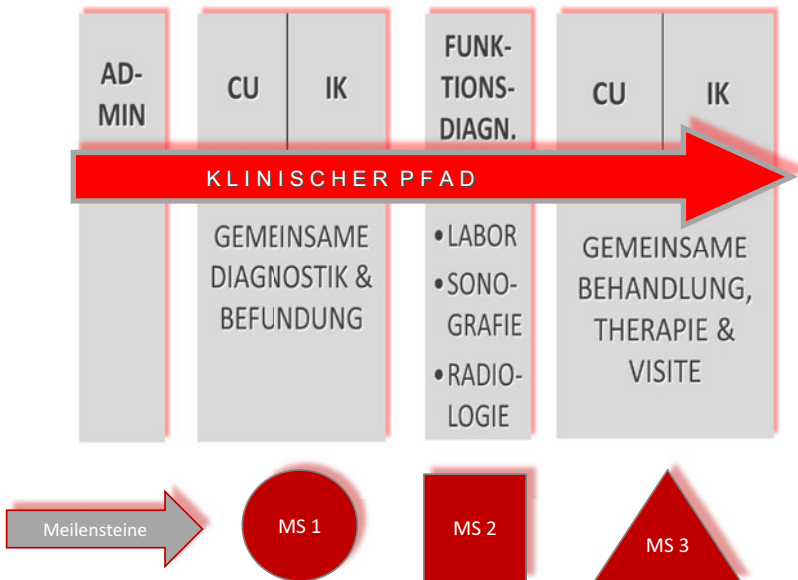 AD-
MIN
CU
IK
FUNK-
TIONS-
DIAGN.
CU
IK
KLINISCHER PFAD
GEMEINSAME
DIAGNOSTIK &
BEFUNDUNG
•LABOR
•SONO-
GRAFIE
•RADIO-
LOGIE
GEMEINSAME
BEHANDLUNG,
THERAPIE &
VISITE
Meilensteine
MS 1
MS 2
MS 3